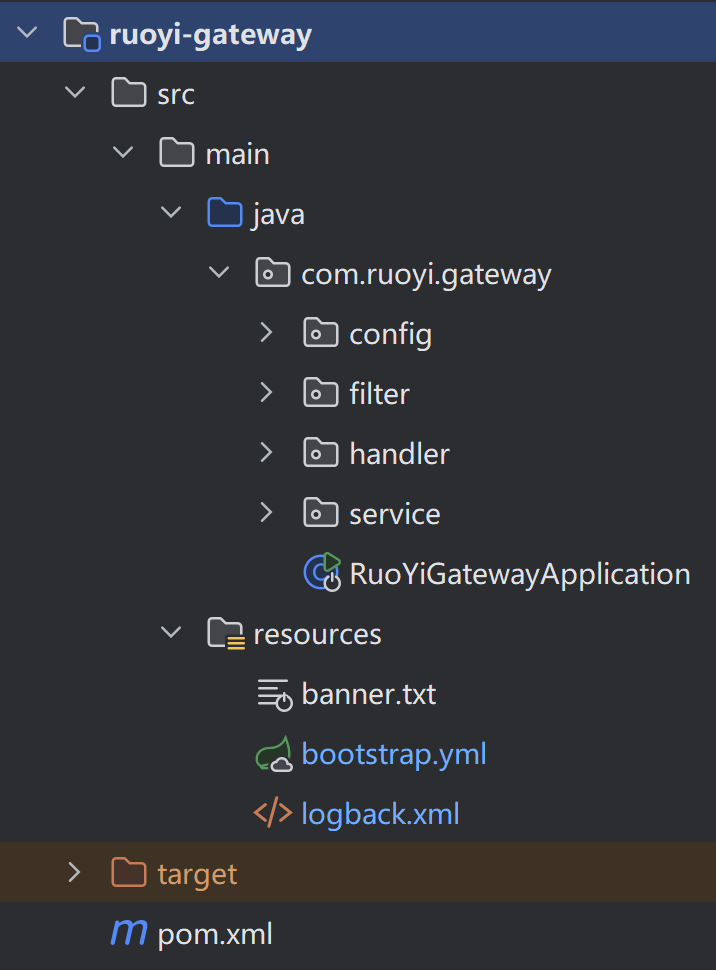 ruoyi-gateway
src
main
java
com.ruoyi.gateway
config
filter
handler
service
RuoYiGatewayApplication
resources
banner.txt
bootstrap.yml
logback.xml
target
pom.xml